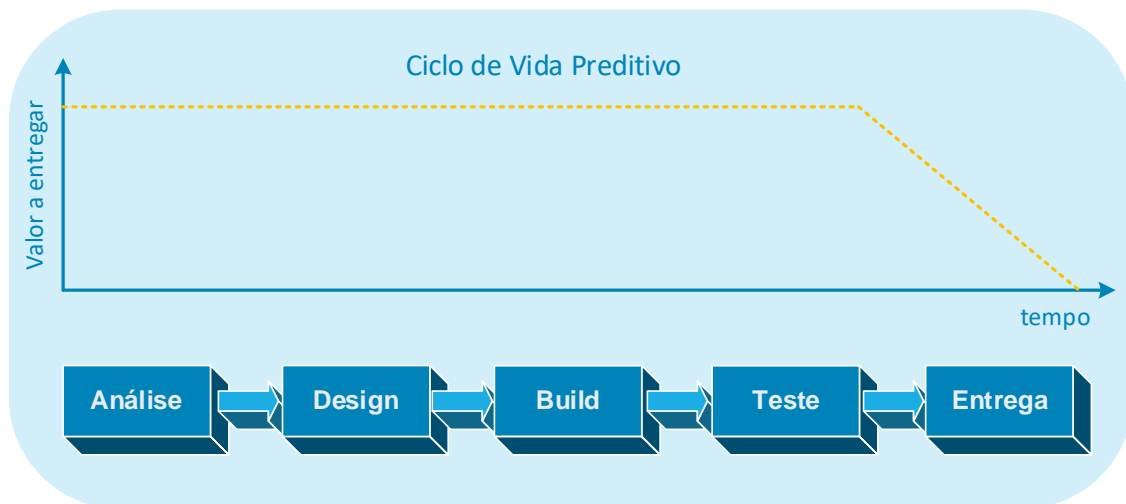 Ciclo de Vida Preditivo
Valor a entregar
tempo
Análise
Design
Build
Teste
Entrega